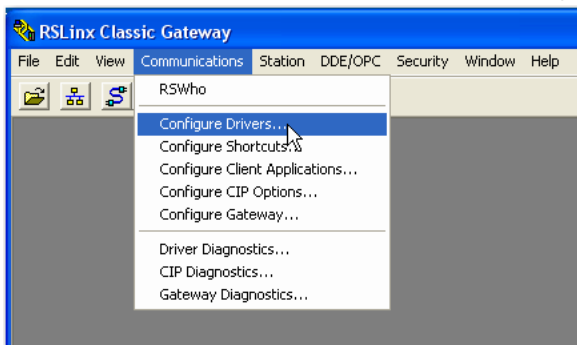 RSLinx Classic Gateway
File Edit View Communications Station DDE/OPC Security Window Help
RSWho
Configure Drivers...
Configure Shortcuts...
Configure Client Applications...
Configure CIP Options...
Configure Gateway...
Driver Diagnostics...
CIP Diagnostics...
Gateway Diagnostics...